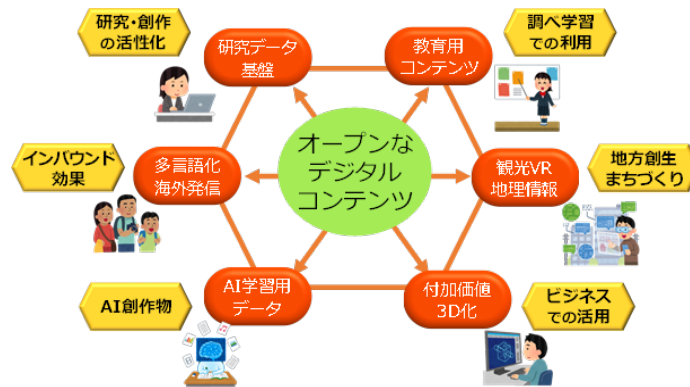 研究・創作
の活性化
研究データ
基盤
教育用
コンテンツ
調べ学習
での利用
インバウンド
効果
多言語化
海外発信
オープンな
デジタル
コンテンツ
観光VR
地理情報
地方創生
まちづくり
AI創作物
AI学習用
データ
付加価値
3D化
ビジネス
での活用